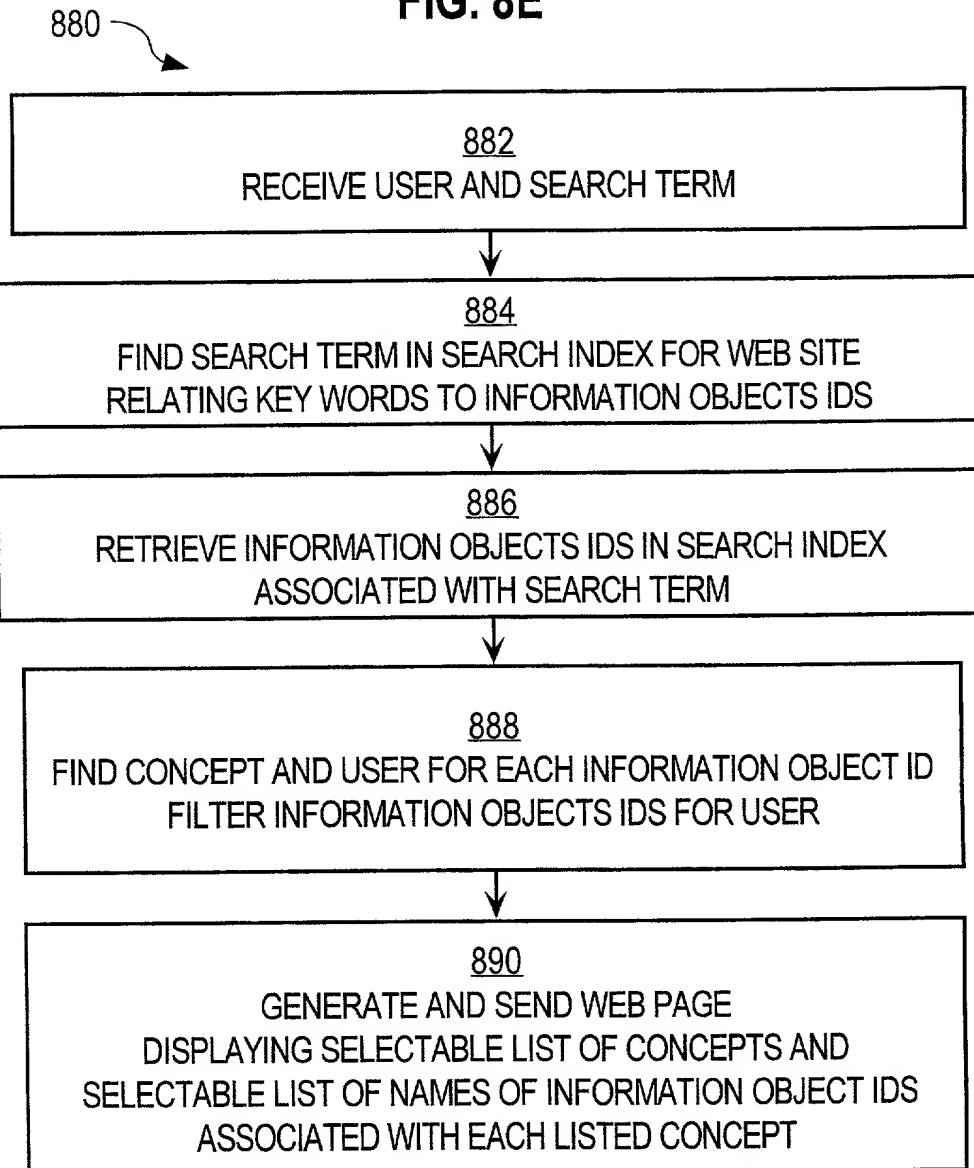 FIG. 8E
880
882
RECEIVE USER AND SEARCH TERM
884
FIND SEARCH TERM IN SEARCH INDEX FOR WEB SITE
RELATING KEY WORDS TO INFORMATION OBJECTS IDS
886
RETRIEVE INFORMATION OBJECTS IDS IN SEARCH INDEX
ASSOCIATED WITH SEARCH TERM
888
FIND CONCEPT AND USER FOR EACH INFORMATION OBJECT ID
FILTER INFORMATION OBJECTS IDS FOR USER
890
GENERATE AND SEND WEB PAGE
DISPLAYING SELECTABLE LIST OF CONCEPTS AND
SELECTABLE LIST OF NAMES OF INFORMATION OBJECT IDS
ASSOCIATED WITH EACH LISTED CONCEPT